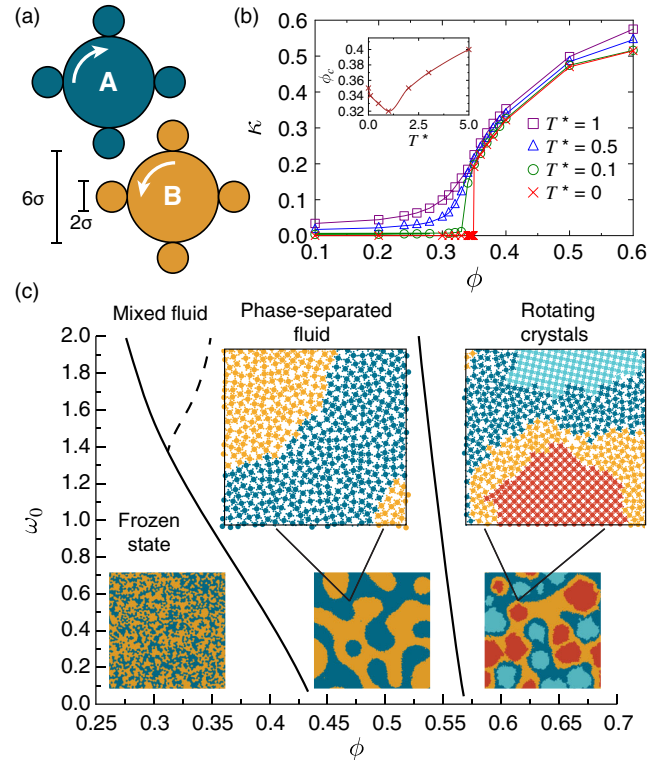 (a)
A
B
6σ
2σ
(b)
κ
0.6
0.5
0.4
0.3
0.2
0.1
0.0
0.1 0.2 0.3 0.4 0.5 0.6
ϕ
ϕc
0.40
0.38
0.36
0.34
0.32
0.0 2.5 5.0
T*
T* = 1
T* = 0.5
T* = 0.1
T* = 0
(c)
Mixed fluid
Phase-separated
fluid
Rotating
crystals
Frozen
state
ω0
2.0
1.8
1.6
1.4
1.2
1.0
0.8
0.6
0.4
0.2
0.0
0.25 0.3 0.35 0.4 0.45 0.5 0.55 0.6 0.65 0.7
ϕ